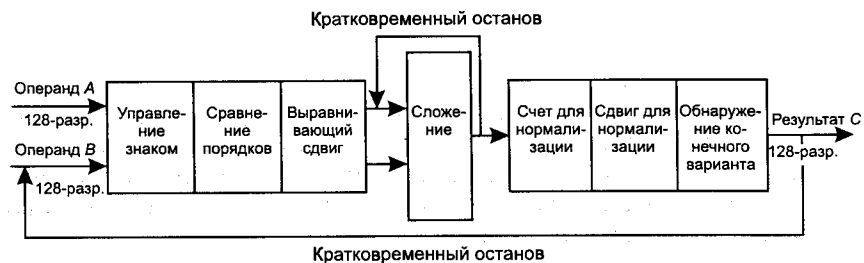 Кратковременный останов
Операнд А
128-разр.
Операнд В
128-разр.
Управле-
ние
знаком
Сравне-
ние
порядков
Выравни-
вающий
сдвиг
Сложе-
ние
Счет для
нормали-
зации
Сдвиг для
нормали-
зации
Обнаруже-
ние ко-
нечного
варианта
Результат С
128-разр.
Кратковременный останов